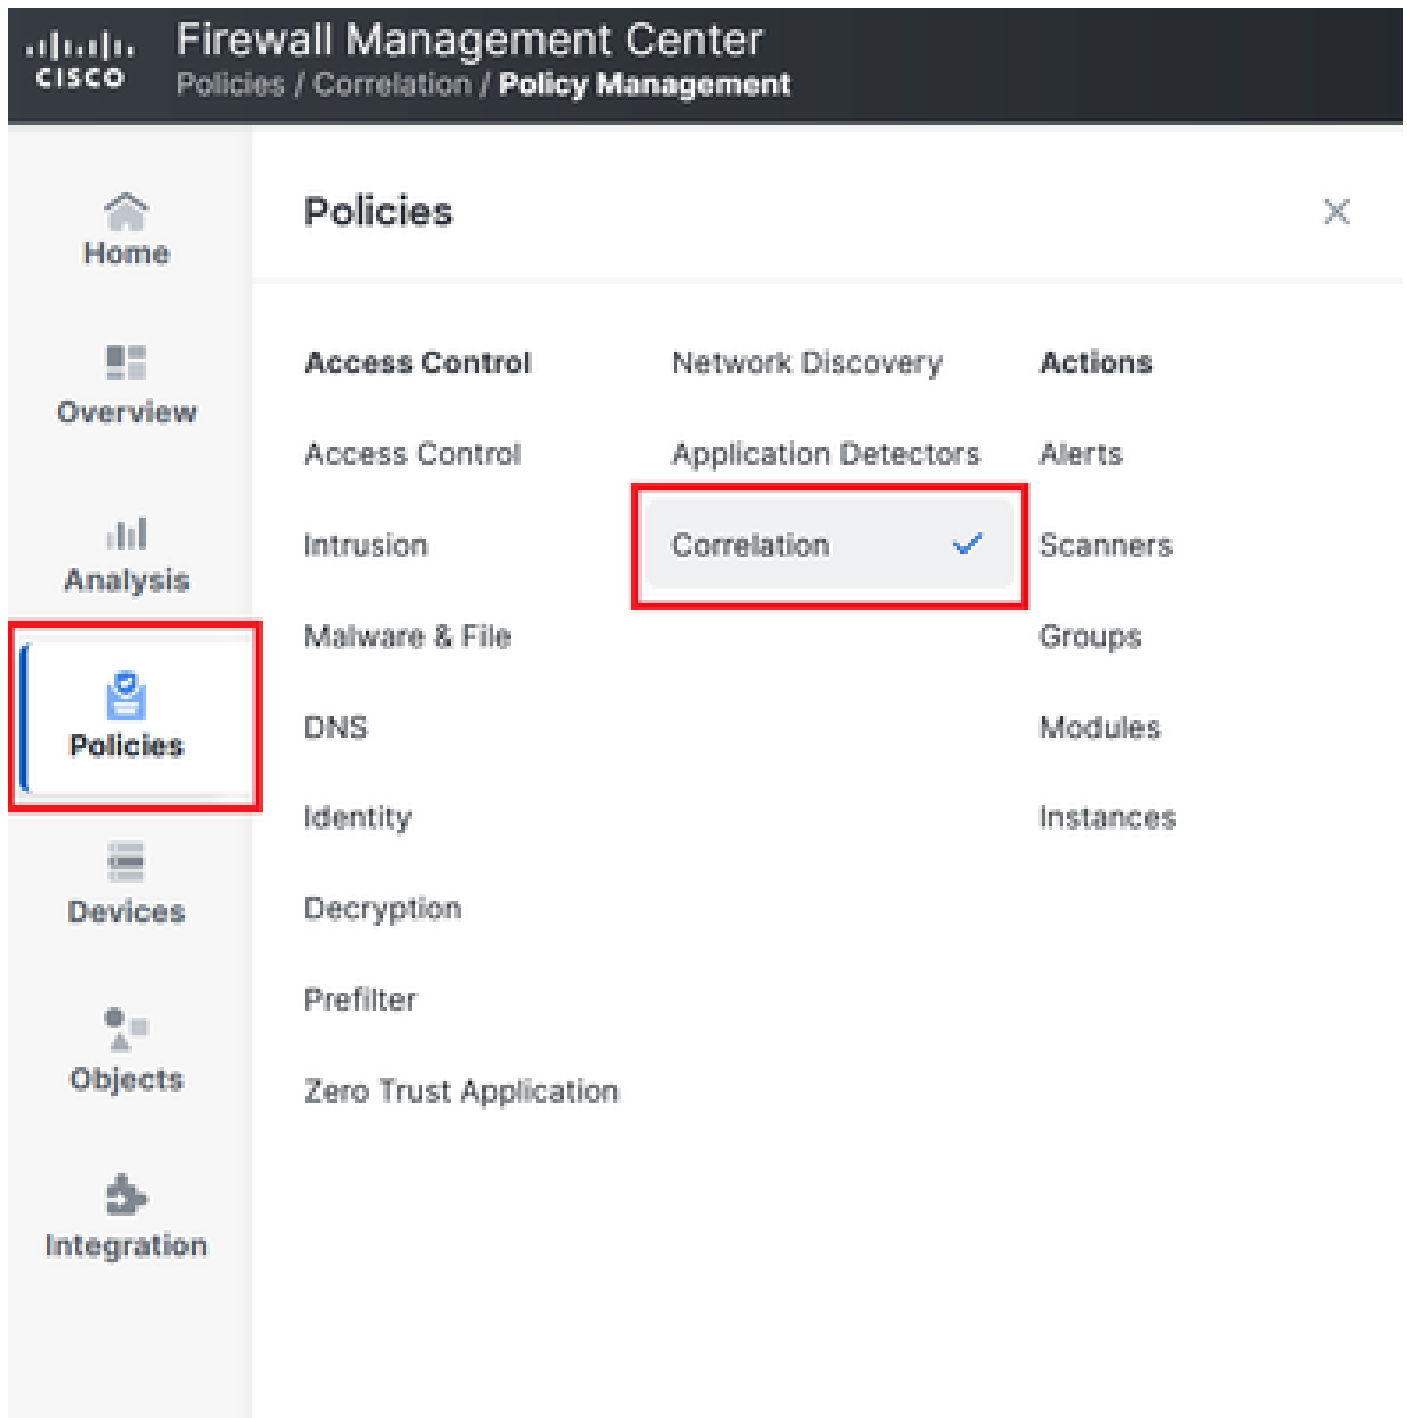 CISCO
Firewall Management Center
Policies / Correlation / Policy Management
Home
Overview
Analysis
Policies
Devices
Objects
Integration
Policies
Access Control
Access Control
Intrusion
Malware & File
DNS
Identity
Decryption
Prefilter
Zero Trust Application
Network Discovery
Application Detectors
Correlation
Actions
Alerts
Scanners
Groups
Modules
Instances